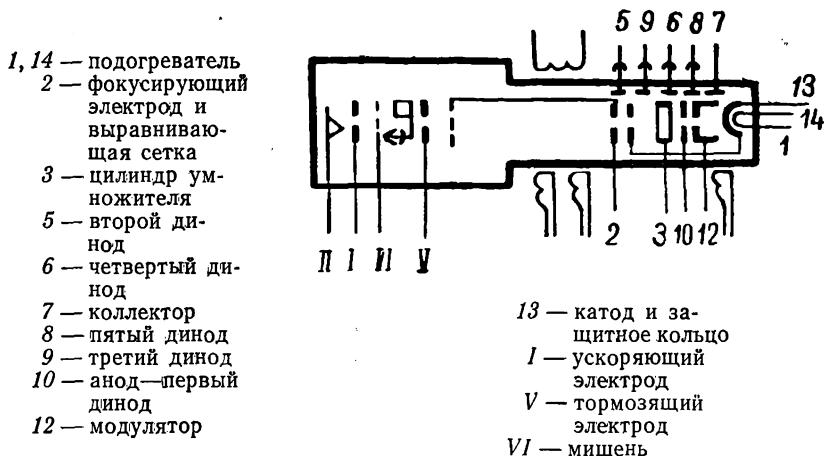 1, 14 — подогреватель
2 — фокусирующий
электрод и
выравниваю-
щая сетка
3 — цилиндр ум-
ножителя
5 — второй ди-
нод
6 — четвертый ди-
нод
7 — коллектор
8 — пятый динод
9 — третий динод
10 — анод—первый
динод
12 — модулятор
5 9 6 8 7
13
14
1
II I VI V
2 3 10 12
13 — катод и за-
щитное кольцо
I — ускоряющий
электрод
V — тормозящий
электрод
VI — мишень